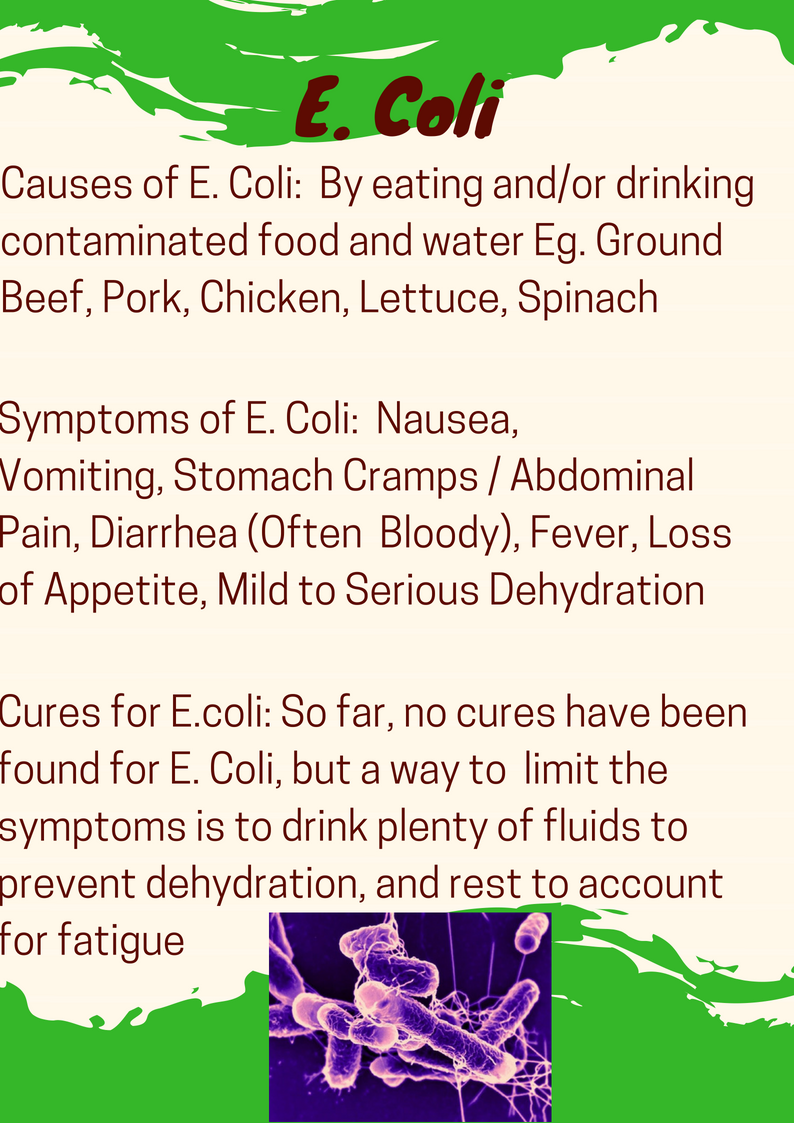 E. Coli
Causes of E. Coli:  By eating and/or drinking
contaminated food and water Eg. Ground
Beef, Pork, Chicken, Lettuce, Spinach
Symptoms of E. Coli:  Nausea,
Vomiting, Stomach Cramps / Abdominal
Pain, Diarrhea (Often  Bloody), Fever, Loss
of Appetite, Mild to Serious Dehydration
Cures for E.coli: So far, no cures have been
found for E. Coli, but a way to  limit the
symptoms is to drink plenty of fluids to
prevent dehydration, and rest to account
for fatigue